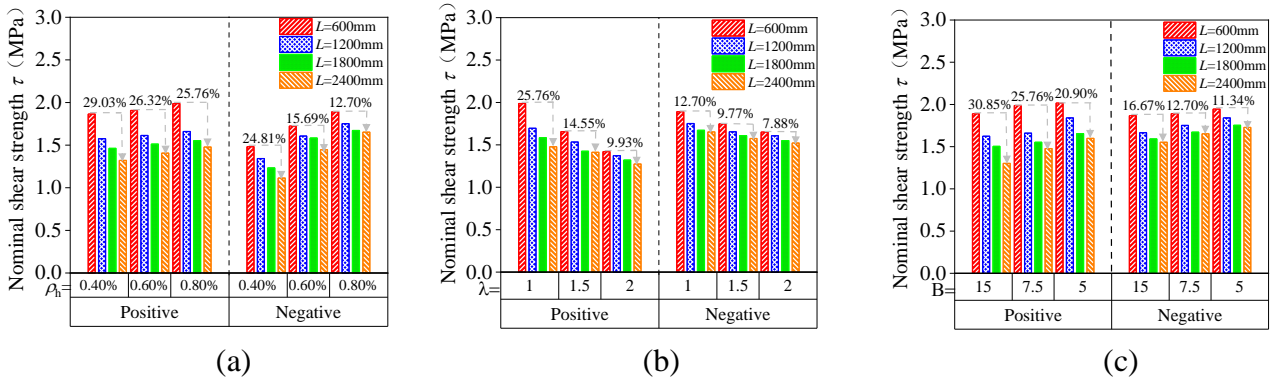 Nominal shear strength τ（MPa）
3.0
2.5
2.0
1.5
1.0
0.5
0.0
L=600mm
L=1200mm
L=1800mm
L=2400mm
29.03%
26.32%
25.76%
24.81%
15.69%
12.70%
ρh=
0.40% 0.60% 0.80% 0.40% 0.60% 0.80%
Positive Negative
(a)
Nominal shear strength τ（MPa）
3.0
2.5
2.0
1.5
1.0
0.5
0.0
L=600mm
L=1200mm
L=1800mm
L=2400mm
25.76%
14.55%
9.93%
12.70%
9.77%
7.88%
λ= 1 1.5 2 1 1.5 2
Positive Negative
(b)
Nominal shear strength τ（MPa）
3.0
2.5
2.0
1.5
1.0
0.5
0.0
L=600mm
L=1200mm
L=1800mm
L=2400mm
30.85%
25.76%
20.90%
16.67%
12.70%
11.34%
B= 15 7.5 5 15 7.5 5
Positive Negative
(c)